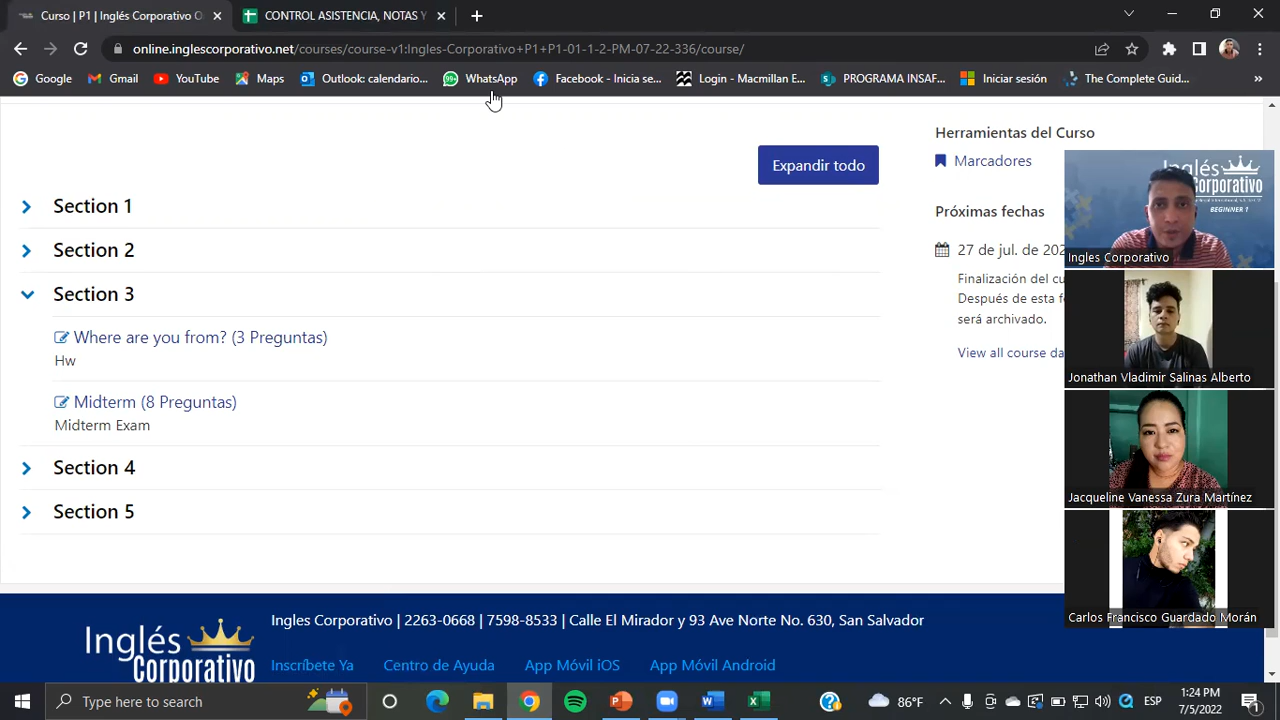 Curso | P1 | Inglés Corporativo O
CONTROL ASISTENCIA, NOTAS Y
online.inglescorporativo.net/courses/course-v1:Ingles-Corporativo+P1+P1-01-1-2-PM-07-22-336/course/
Google
Gmail
YouTube
Maps
Outlook: calendario...
WhatsApp
Facebook - Inicia se...
Login - Macmillan E...
PROGRAMA INSAF...
Iniciar sesión
The Complete Guid...
»
Expandir todo
Section 1
Section 2
Section 3
Where are you from? (3 Preguntas)
Hw
Midterm (8 Preguntas)
Midterm Exam
Section 4
Section 5
Herramientas del Curso
Marcadores
Próximas fechas
27 de jul. de 202
Finalización del cu
Después de esta f
será archivado.
View all course da
Inglés
Corporativo
BEGINNER 1
Ingles Corporativo
Jonathan Vladimir Salinas Alberto
Jacqueline Vanessa Zura Martínez
Carlos Francisco Guardado Morán
Inglés
Corporativo
Ingles Corporativo | 2263-0668 | 7598-8533 | Calle El Mirador y 93 Ave Norte No. 630, San Salvador
Inscríbete Ya
Centro de Ayuda
App Móvil iOS
App Móvil Android
Type here to search
86°F
ESP
1:24 PM
7/5/2022